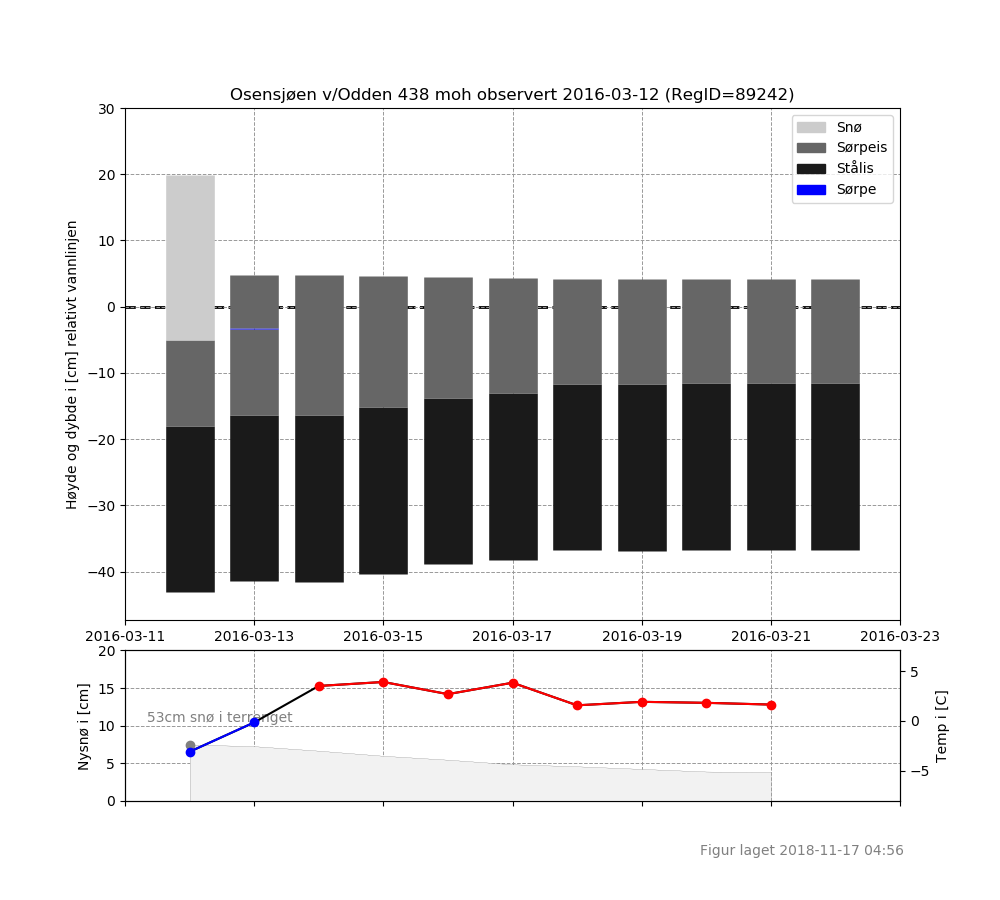 Osensjøen v/Odden 438 moh observert 2016-03-12 (RegID=89242)
Høyde og dybde i [cm] relativt vannlinjen
30
20
10
0
−10
−20
−30
−40
Snø
Sørpeis
Stålis
Sørpe
2016-03-11 2016-03-13 2016-03-15 2016-03-17 2016-03-19 2016-03-21 2016-03-23
Nysnø i [cm]
20
15
10
5
0
53cm snø i terrenget
5
0
−5
Temp i [C]
Figur laget 2018-11-17 04:56